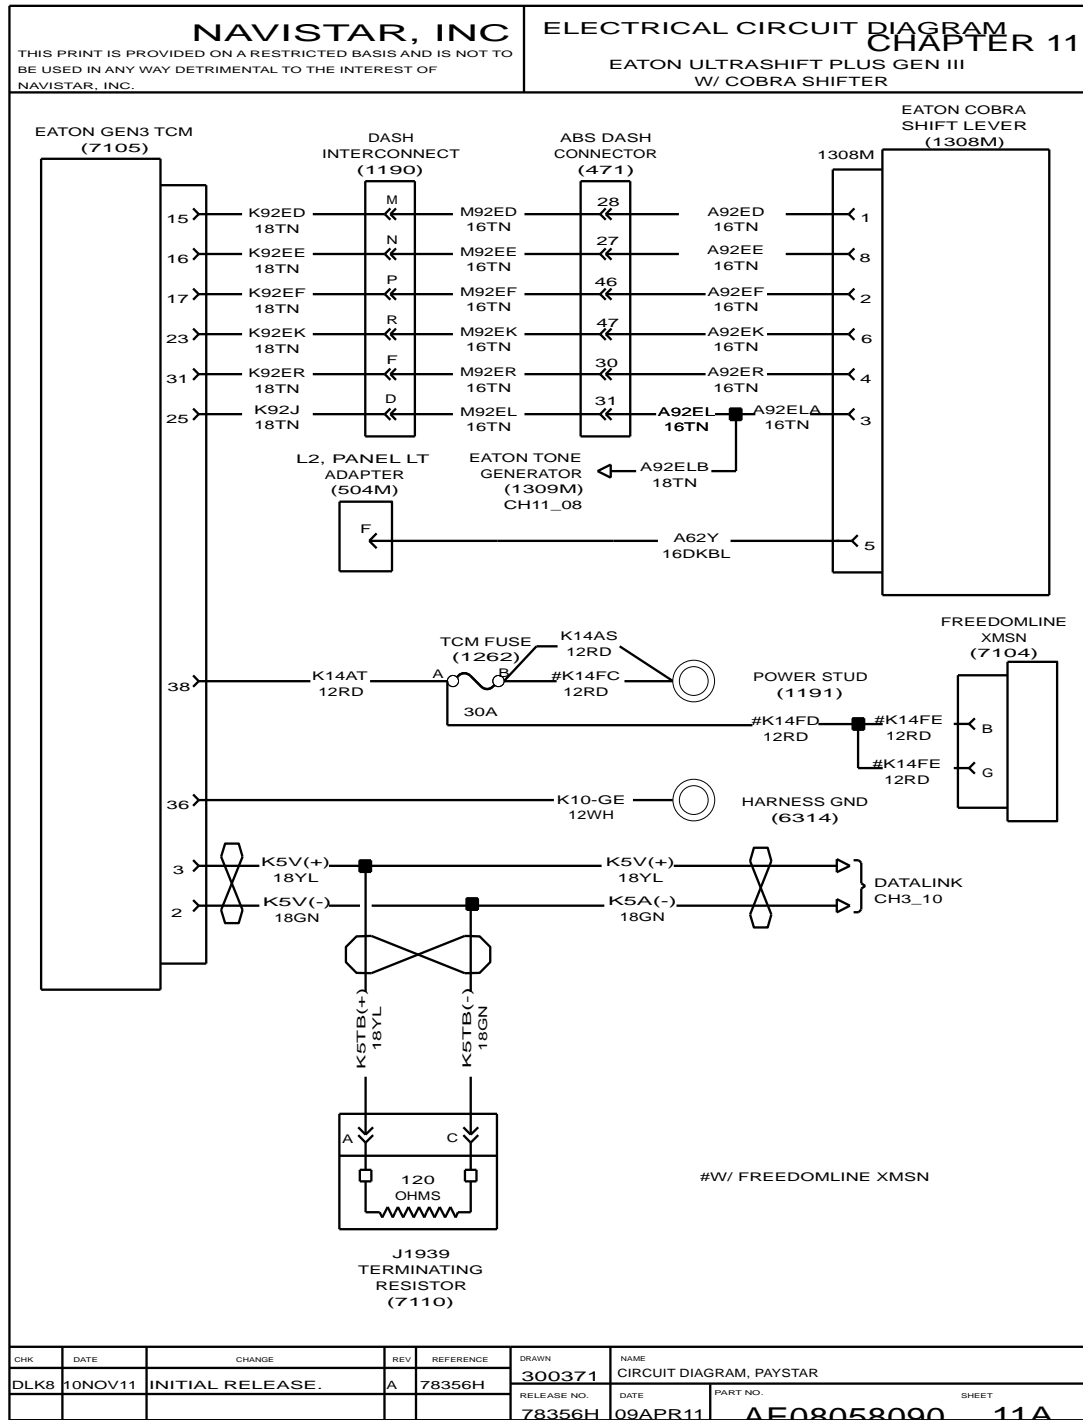 NAVISTAR, INC
THIS PRINT IS PROVIDED ON A RESTRICTED BASIS AND IS NOT TO
BE USED IN ANY WAY DETRIMENTAL TO THE INTEREST OF
NAVISTAR, INC.
ELECTRICAL CIRCUIT DIAGRAM
CHAPTER 11
EATON ULTRASHIFT PLUS GEN III
W/ COBRA SHIFTER
EATON GEN3 TCM
(7105)
DASH
INTERCONNECT
(1190)
ABS DASH
CONNECTOR
(471)
EATON COBRA
SHIFT LEVER
(1308M)
1308M
15 K92ED M M92ED 28 A92ED 1
18TN 16TN 16TN
16 K92EE N M92EE 27 A92EE 8
18TN 16TN 16TN
17 K92EF P M92EF 46 A92EF 2
18TN 16TN 16TN
23 K92EK R M92EK 47 A92EK 6
18TN 16TN 16TN
31 K92ER F M92ER 30 A92ER 4
18TN 16TN 16TN
25 K92J D M92EL 31 A92EL A92ELA 3
18TN 16TN 16TN 16TN
L2, PANEL LT
ADAPTER
(504M)
EATON TONE
GENERATOR
(1309M)
CH11_08
A92ELB
18TN
F A62Y 5
16DKBL
FREEDOMLINE
XMSN
(7104)
TCM FUSE
(1262)
K14AS
12RD
38 K14AT A B #K14FC
12RD 12RD
30A
POWER STUD
(1191)
#K14FD #K14FE B
12RD 12RD
#K14FE G
12RD
36 K10-GE
12WH
HARNESS GND
(6314)
3 K5V(+) K5V(+)
18YL 18YL
2 K5V(-) K5A(-)
18GN 18GN
DATALINK
CH3_10
K5TB(+)
18YL
K5TB(-)
18GN
A C
120
OHMS
#W/ FREEDOMLINE XMSN
J1939
TERMINATING
RESISTOR
(7110)
CHK DATE CHANGE REV REFERENCE
DLK8 10NOV11 INITIAL RELEASE. A 78356H
DRAWN
300371
NAME
CIRCUIT DIAGRAM, PAYSTAR
RELEASE NO.
78356H
DATE
09APR11
PART NO.
AE08058090
SHEET
11A